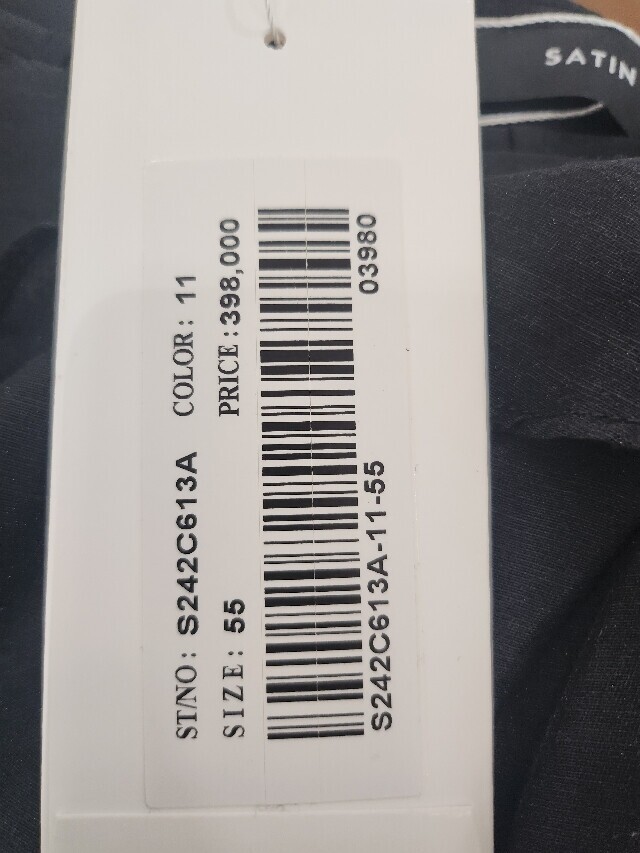 SATIN
ST/NO: S242C613A COLOR: 11
SIZE: 55 PRICE:398,000
S242C613A-11-55 03980